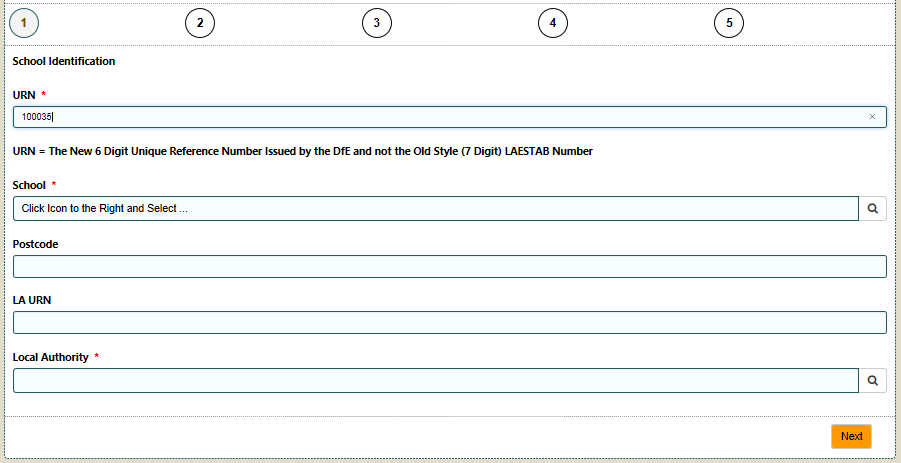 1 2 3 4 5
School Identification
URN *
100035
URN = The New 6 Digit Unique Reference Number Issued by the DfE and not the Old Style (7 Digit) LAESTAB Number
School *
Click Icon to the Right and Select ...
Postcode
LA URN
Local Authority *
Next